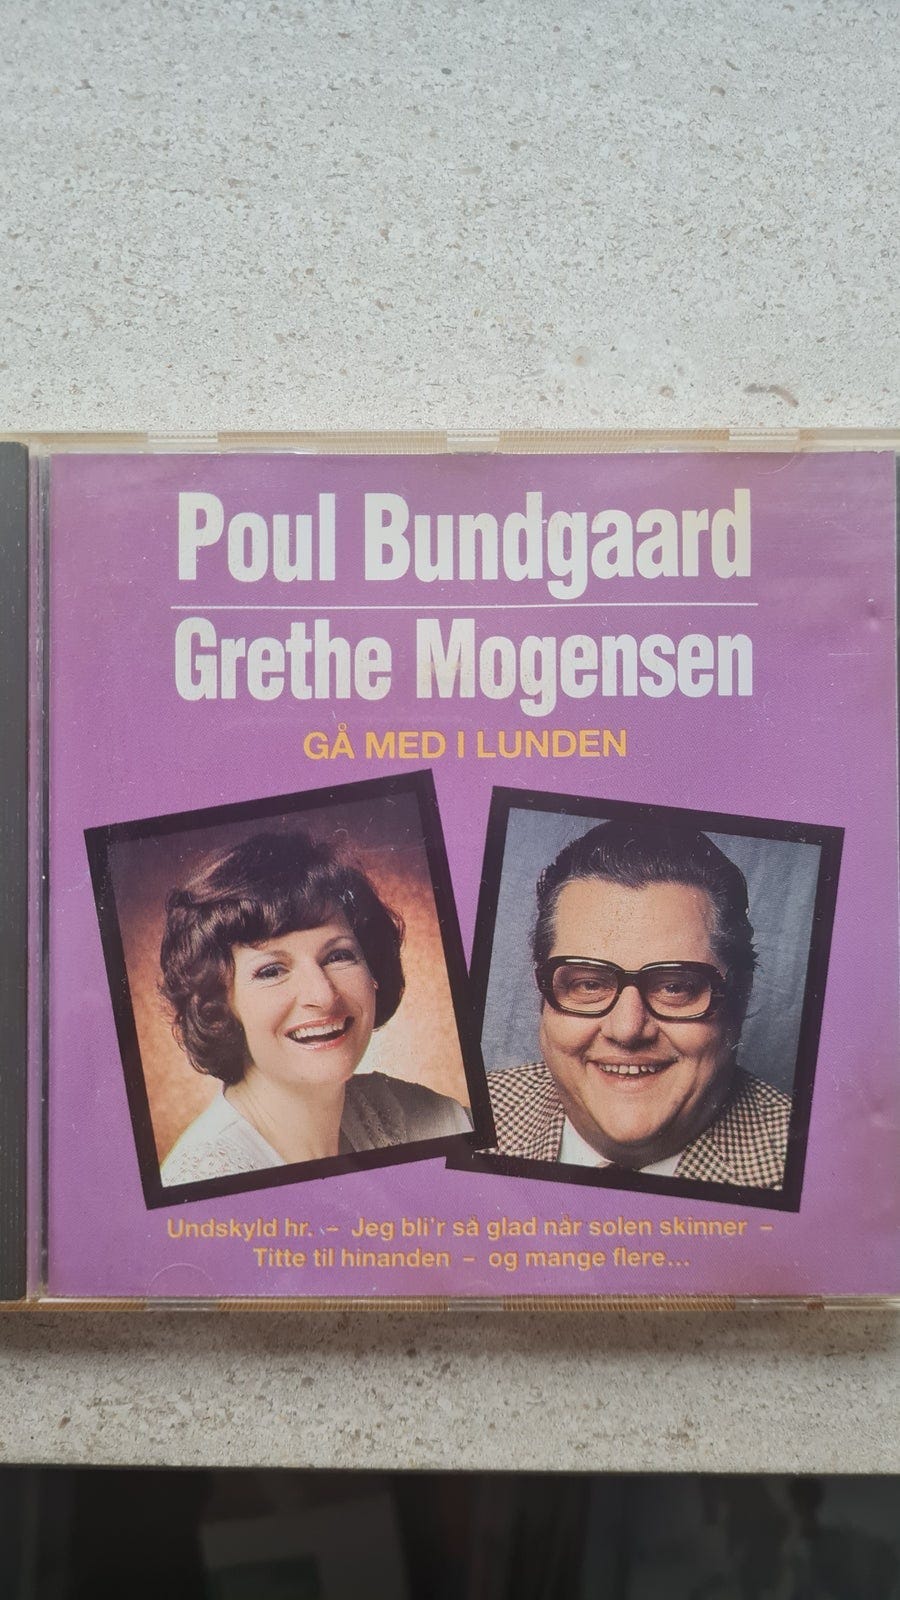 Poul Bundgaard
Grethe Mogensen
GÅ MED I LUNDEN
Undskyld hr. – Jeg bli'r så glad når solen skinner –
Titte til hinanden – og mange flere...